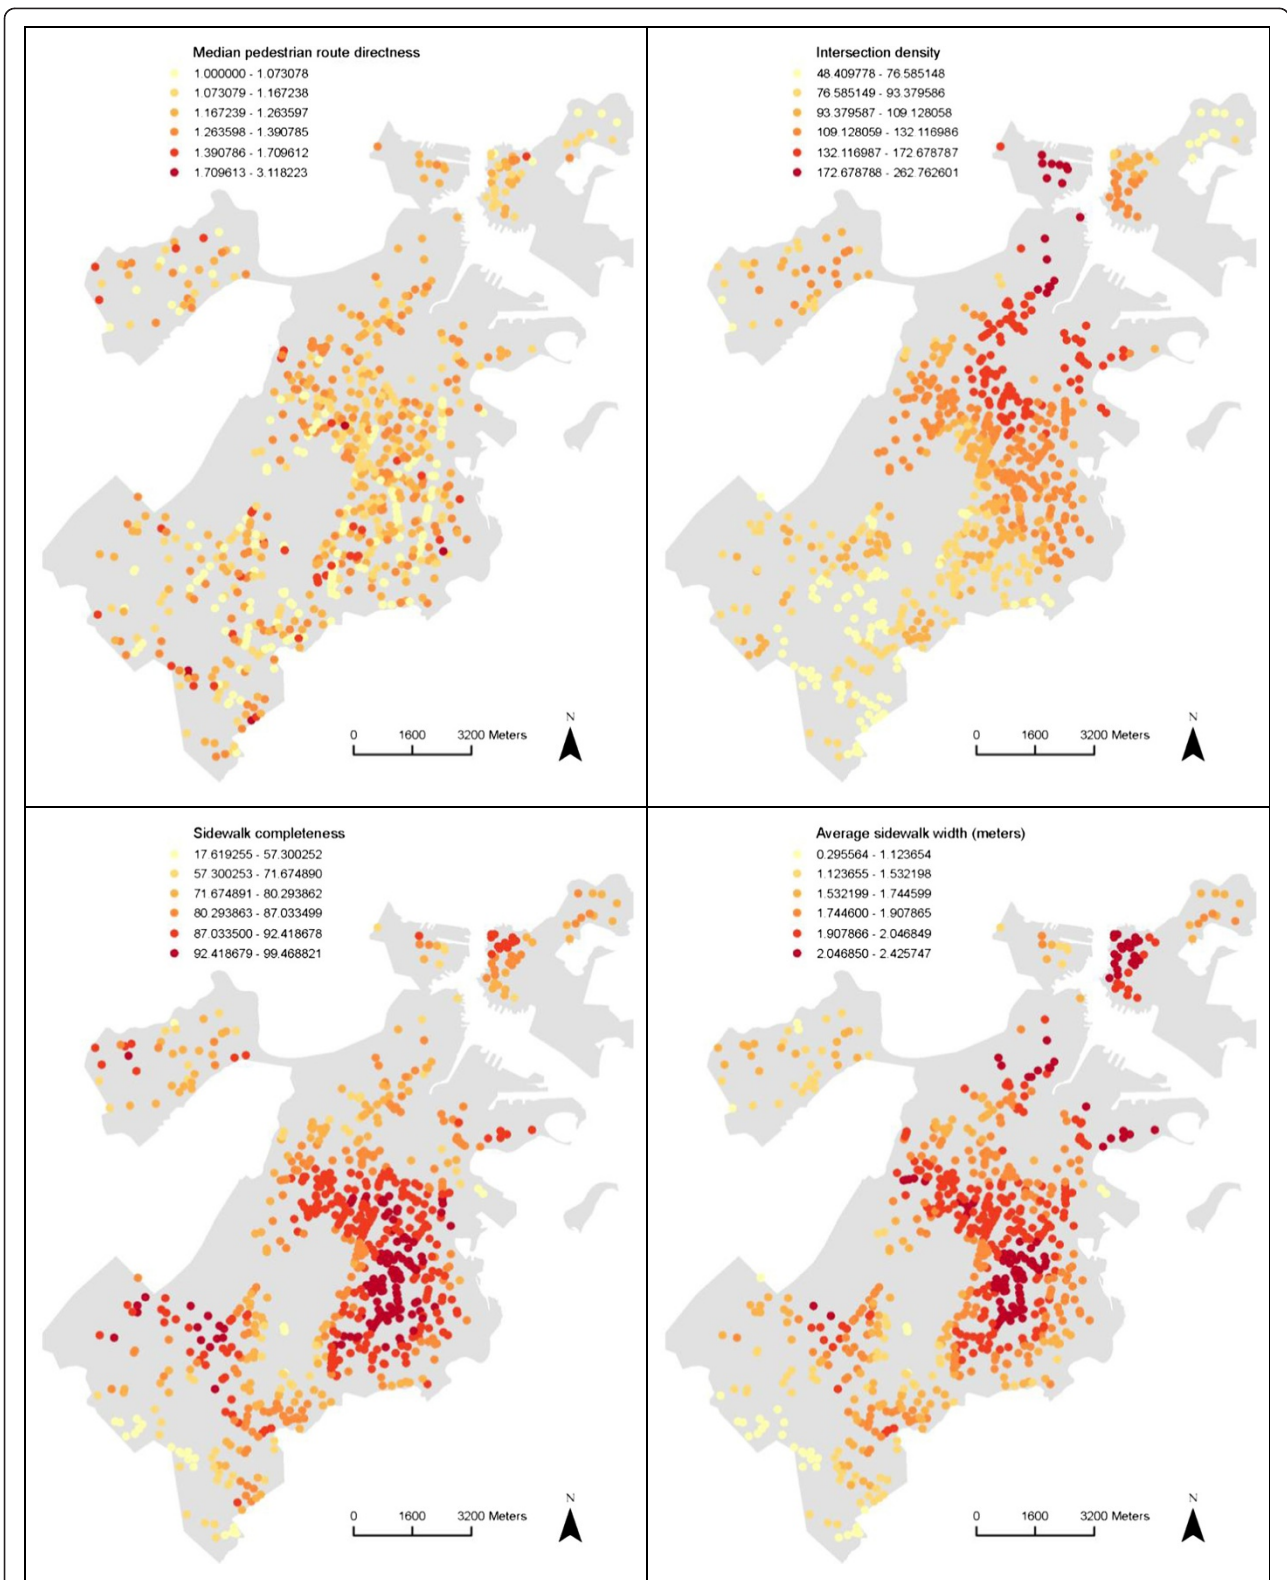 Median pedestrian route directness
1.000000 - 1.073078
1.073079 - 1.167238
1.167239 - 1.263597
1.263598 - 1.390785
1.390786 - 1.709612
1.709613 - 3.118223
N
0 1600 3200 Meters
Intersection density
48.409778 - 76.585148
76.585149 - 93.379586
93.379587 - 109.128058
109.128059 - 132.116986
132.116987 - 172.678787
172.678788 - 262.762601
N
0 1600 3200 Meters
Sidewalk completeness
17.619255 - 57.300252
57.300253 - 71.674890
71.674891 - 80.293862
80.293863 - 87.033499
87.033500 - 92.418678
92.418679 - 99.468821
N
0 1600 3200 Meters
Average sidewalk width (meters)
0.295564 - 1.123654
1.123655 - 1.532198
1.532199 - 1.744599
1.744600 - 1.907865
1.907866 - 2.046849
2.046850 - 2.425747
N
0 1600 3200 Meters